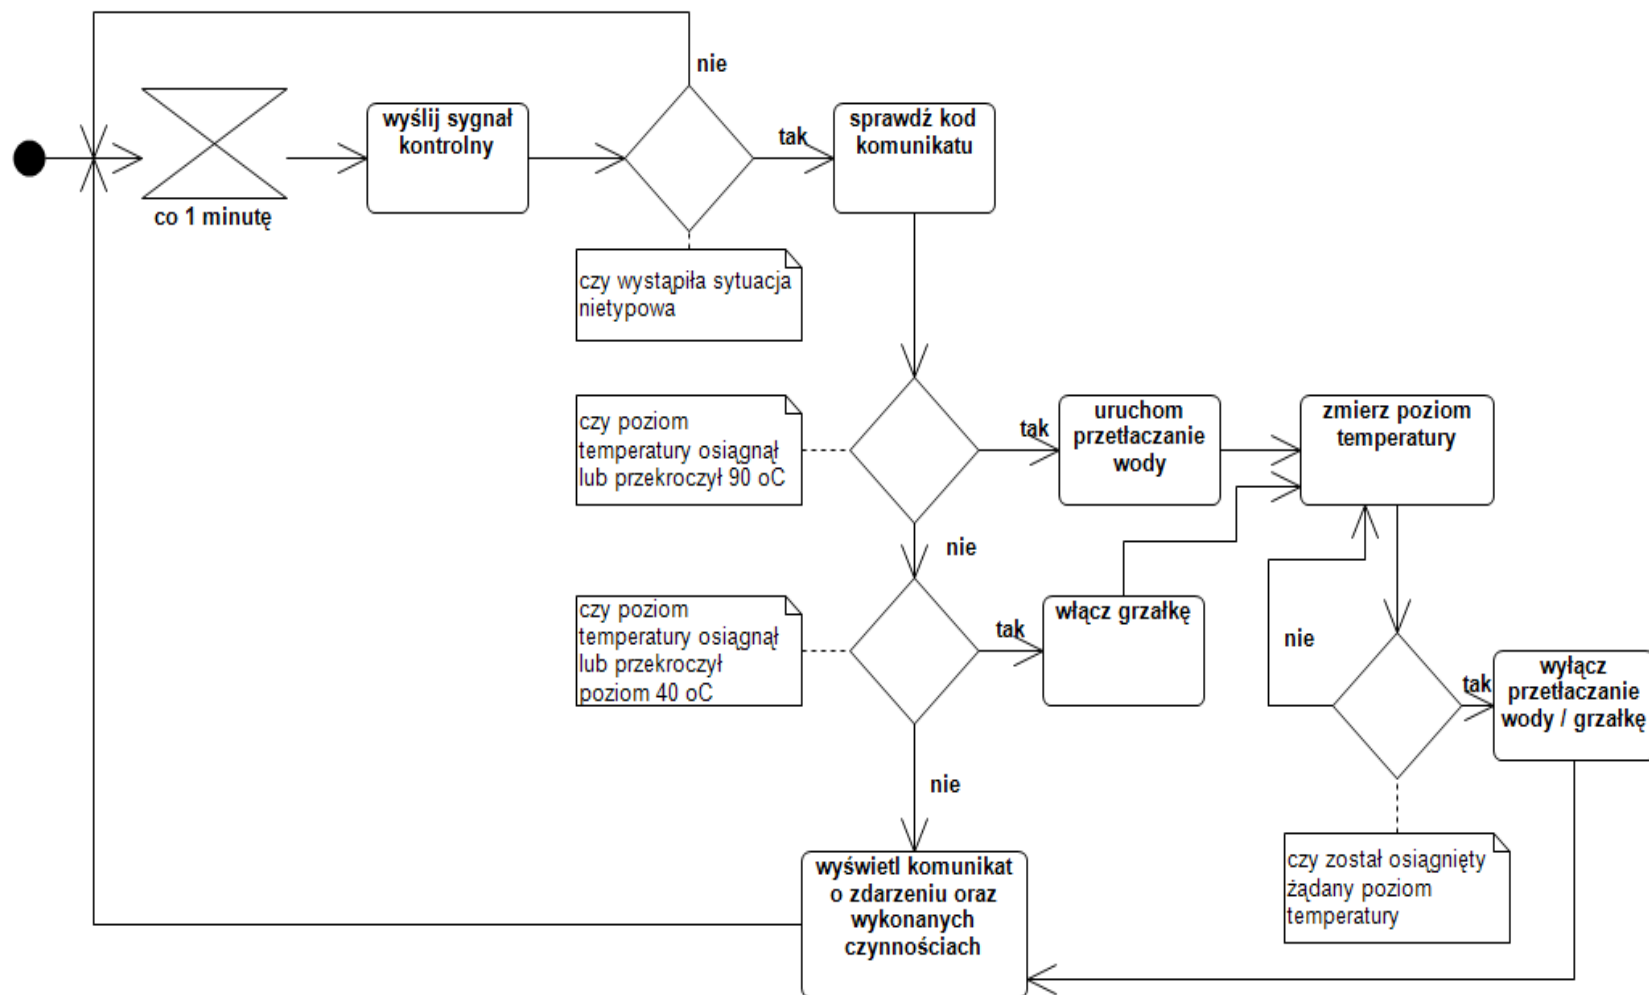 nie
wyślij sygnał
kontrolny
tak
sprawdź kod
komunikatu
co 1 minutę
czy wystąpiła sytuacja
nietypowa
czy poziom
temperatury osiągnął
lub przekroczył 90 oC
tak
uruchom
przetłaczanie
wody
zmierz poziom
temperatury
nie
czy poziom
temperatury osiągnął
lub przekroczył
poziom 40 oC
tak
włącz grzałkę
nie
tak
wyłącz
przetłaczanie
wody / grzałkę
nie
wyświetl komunikat
o zdarzeniu oraz
wykonanych
czynnościach
czy został osiągnięty
żądany poziom
temperatury